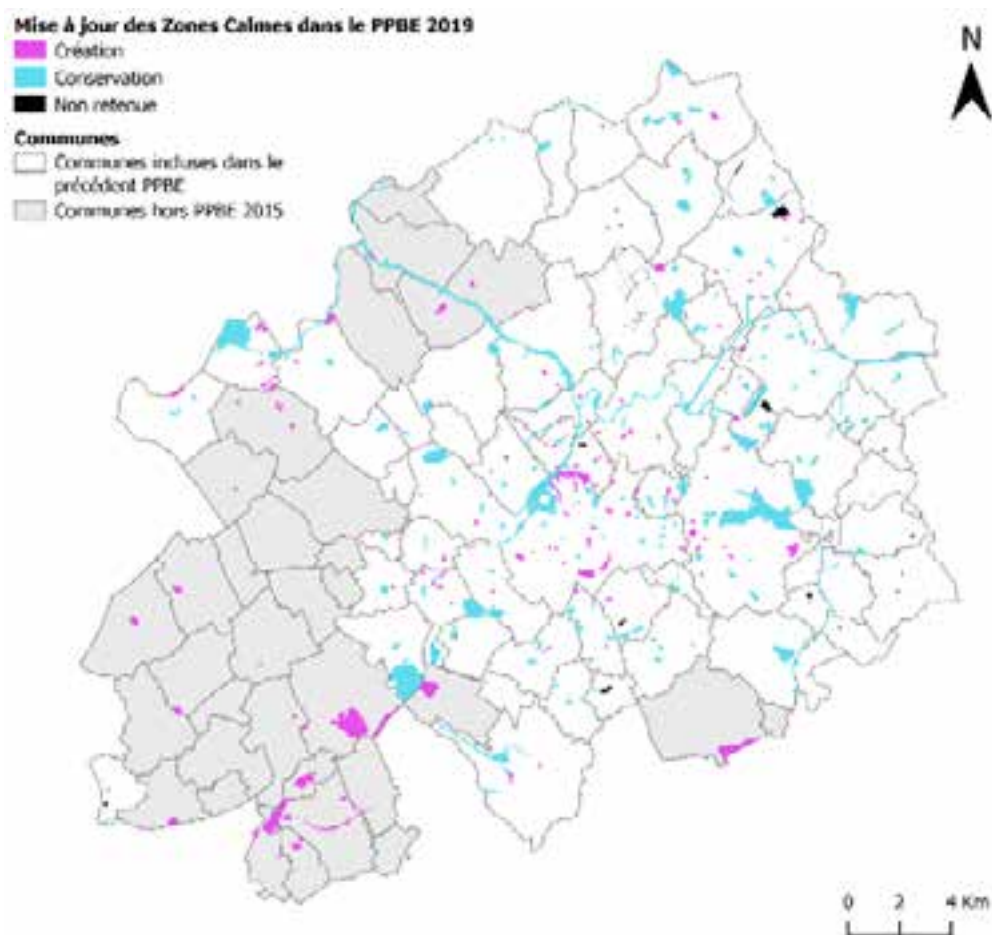 Mise à jour des Zones Calmes dans le PPBE 2019
Création
Conservation
Non retenue
Communes
Communes incluses dans le
précédent PPBE
Communes hors PPBE 2015
N
0 2 4 Km